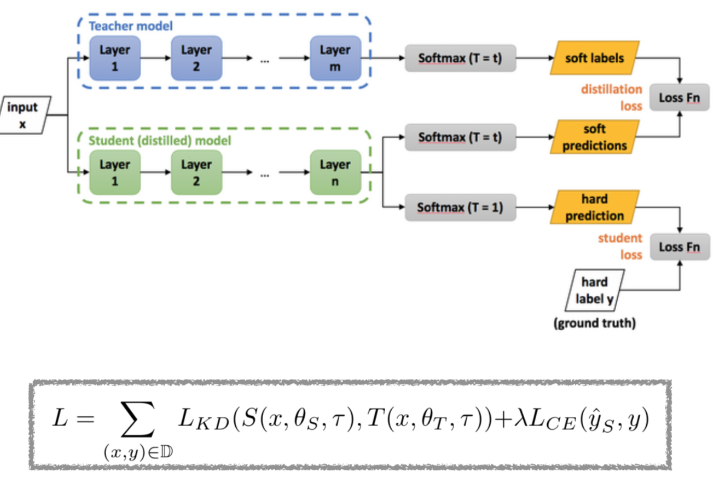 Teacher model
Layer 1
Layer 2
...
Layer m
Softmax (T = t)
soft labels
distillation loss
Loss Fn
input x
Student (distilled) model
Layer 1
Layer 2
...
Layer n
Softmax (T = t)
soft predictions
Softmax (T = 1)
hard prediction
student loss
Loss Fn
hard label y
(ground truth)
L = ∑_{(x,y)∈𝔻} L_{KD}(S(x, θ_S, τ), T(x, θ_T, τ))+λL_{CE}(ŷ_S, y)